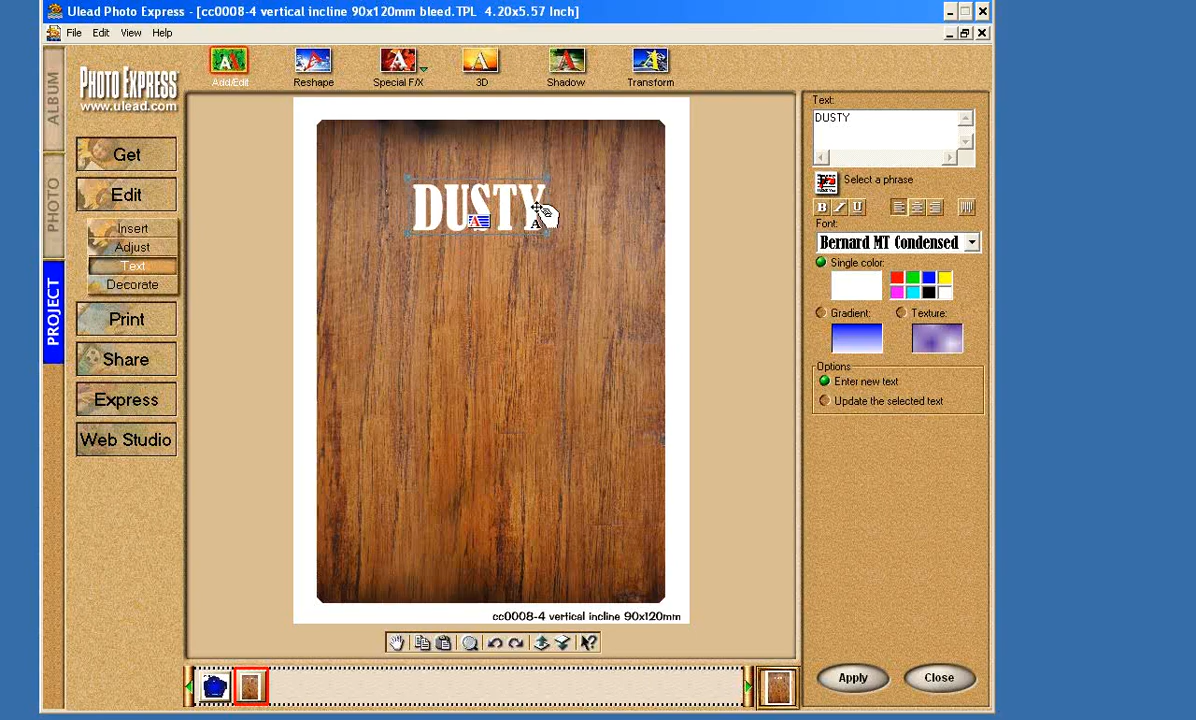 Ulead Photo Express - [cc0008-4 vertical incline 90x120mm bleed.TPL 4.20x5.57 Inch]
File Edit View Help
ALBUM
PHOTO
PROJECT
PHOTO EXPRESS
www.ulead.com
Add/Edit Reshape Special F/X 3D Shadow Transform
Get
Edit
Insert
Adjust
Text
Decorate
Print
Share
Express
Web Studio
DUSTY
cc0008-4 vertical incline 90x120mm
Text:
DUSTY
Select a phrase
B I U
Font:
Bernard MT Condensed
Single color:
Gradient: Texture:
Options
Enter new text
Update the selected text
Apply Close